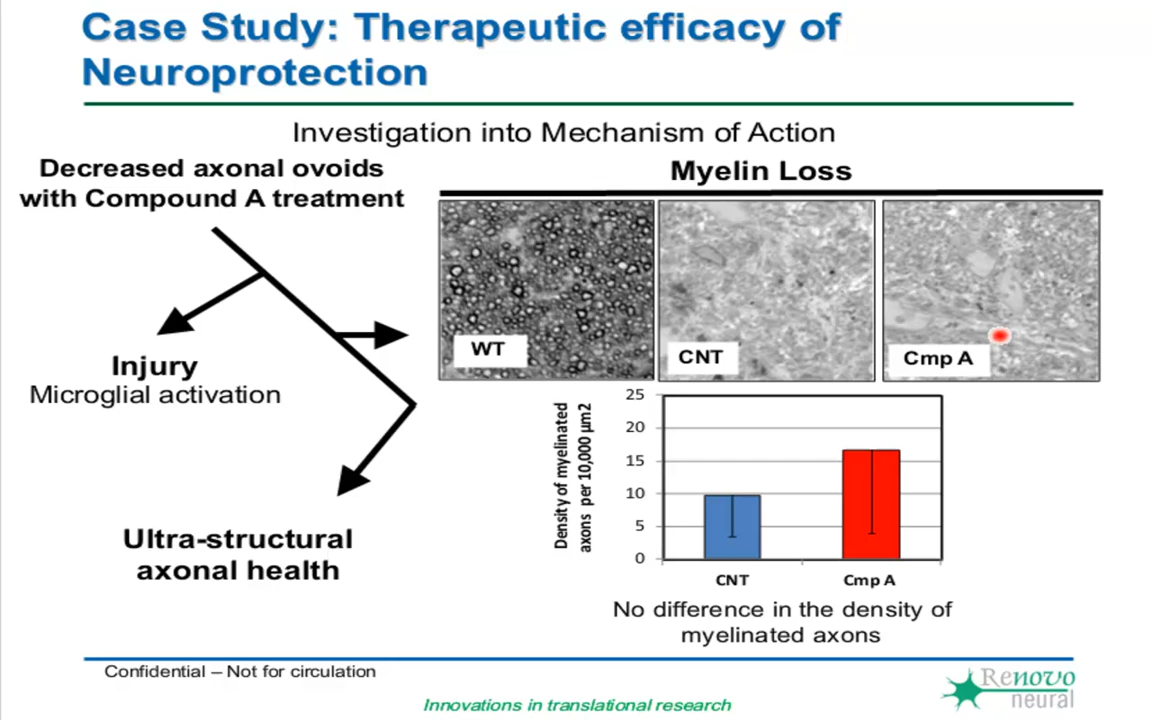 Case Study: Therapeutic efficacy of
Neuroprotection
Investigation into Mechanism of Action
Decreased axonal ovoids
with Compound A treatment
Injury
Microglial activation
Ultra-structural
axonal health
Myelin Loss
WT
CNT
Cmp A
Density of myelinated
axons per 10,000 µm2
25
20
15
10
5
0
CNT
Cmp A
No difference in the density of
myelinated axons
Confidential – Not for circulation
Innovations in translational research
Renovo
neural